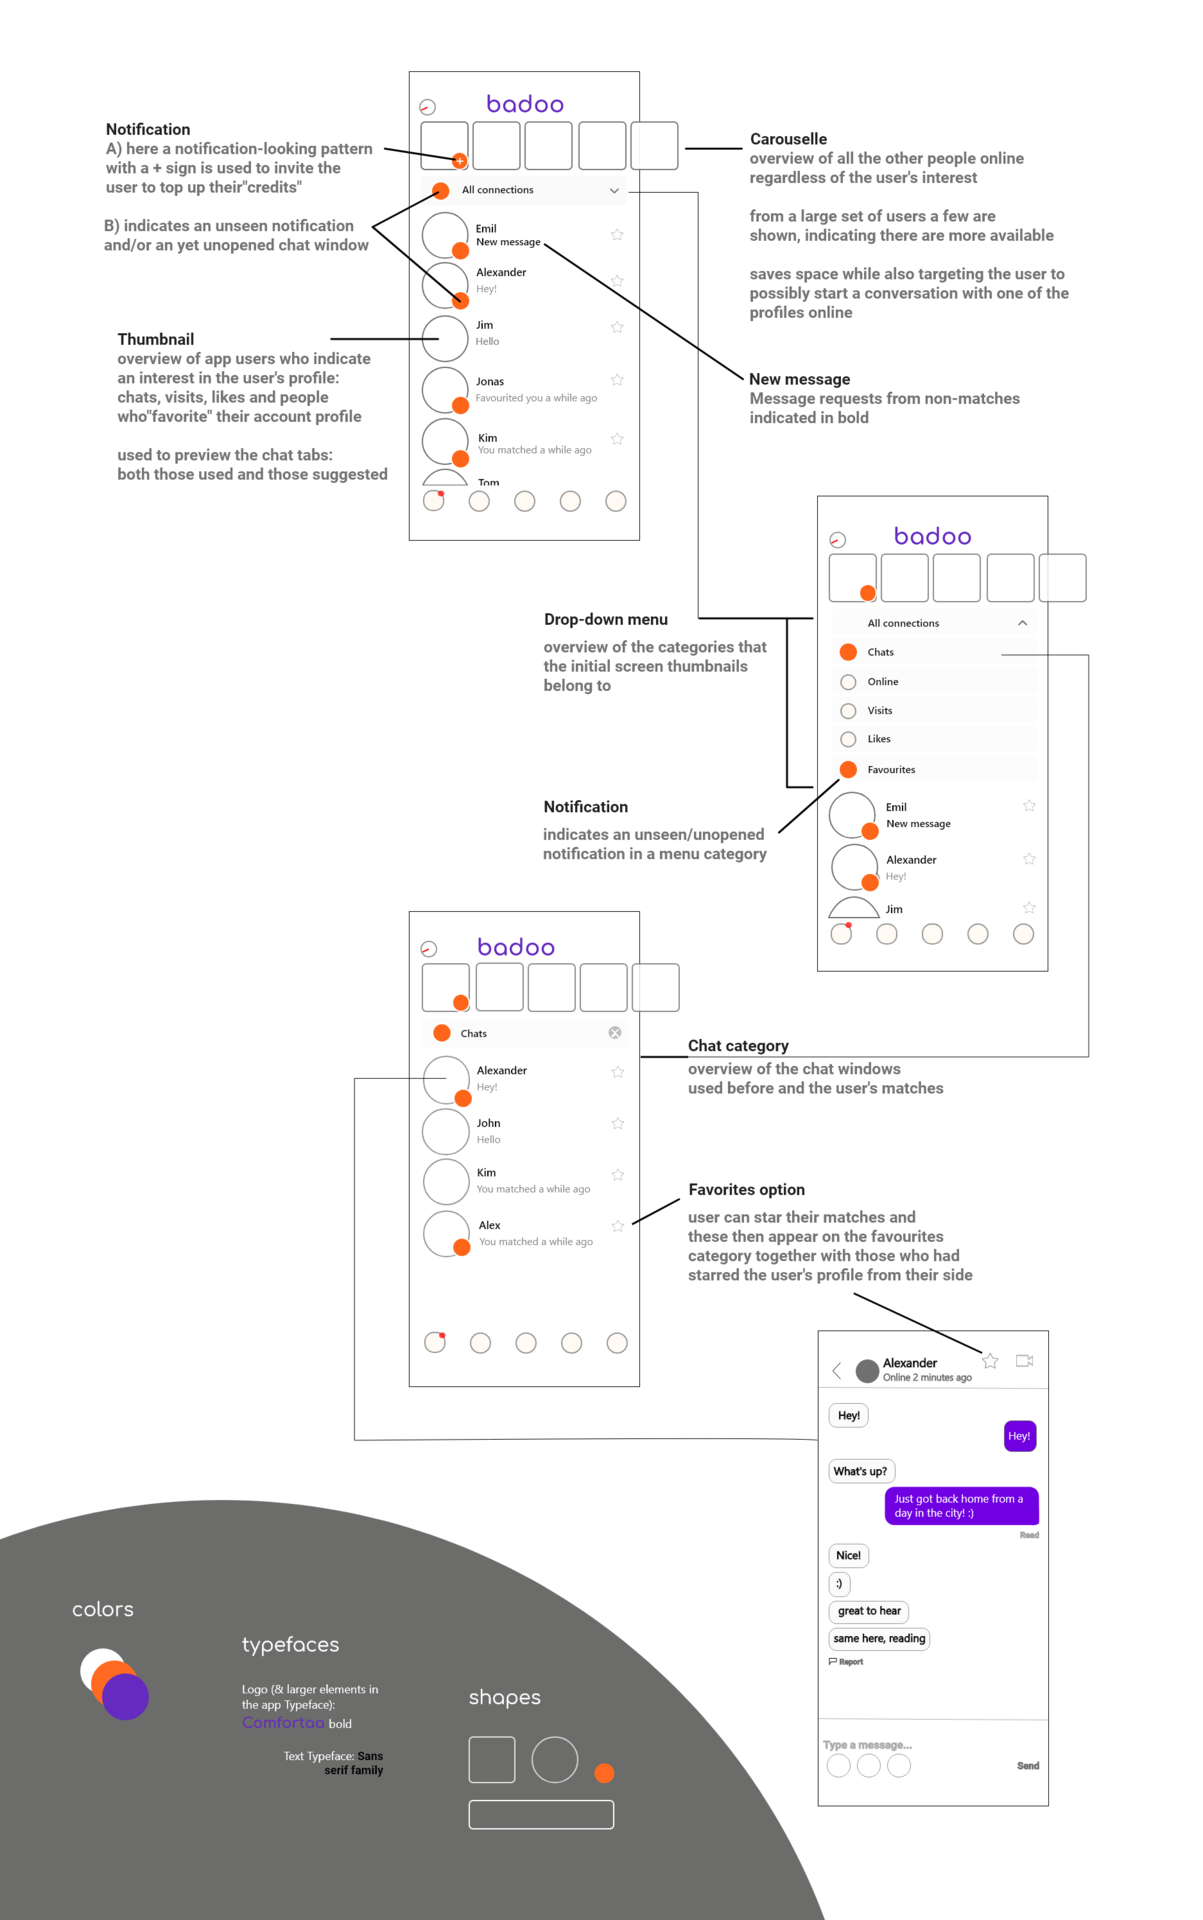 badoo
Notification
A) here a notification-looking pattern
with a + sign is used to invite the
user to top up their"credits"
B) indicates an unseen notification
and/or an yet unopened chat window
Thumbnail
overview of app users who indicate
an interest in the user's profile:
chats, visits, likes and people
who"favorite" their account profile
used to preview the chat tabs:
both those used and those suggested
+
All connections
Emil
New message
Alexander
Hey!
Jim
Hello
Jonas
Favourited you a while ago
Kim
You matched a while ago
Tom
Carouselle
overview of all the other people online
regardless of the user's interest
from a large set of users a few are
shown, indicating there are more available
saves space while also targeting the user to
possibly start a conversation with one of the
profiles online
New message
Message requests from non-matches
indicated in bold
Drop-down menu
overview of the categories that
the initial screen thumbnails
belong to
Notification
indicates an unseen/unopened
notification in a menu category
badoo
All connections
Chats
Online
Visits
Likes
Favourites
Emil
New message
Alexander
Hey!
Jim
badoo
Chats
Alexander
Hey!
John
Hello
Kim
You matched a while ago
Alex
You matched a while ago
Chat category
overview of the chat windows
used before and the user's matches
Favorites option
user can star their matches and
these then appear on the favourites
category together with those who had
starred the user's profile from their side
Alexander
Online 2 minutes ago
Hey!
Hey!
What's up?
Just got back home from a
day in the city! :)
Read
Nice!
:)
great to hear
same here, reading
Report
Type a message...
Send
colors
typefaces
Logo (& larger elements in
the app Typeface):
Comfortaa bold
Text Typeface: Sans
serif family
shapes